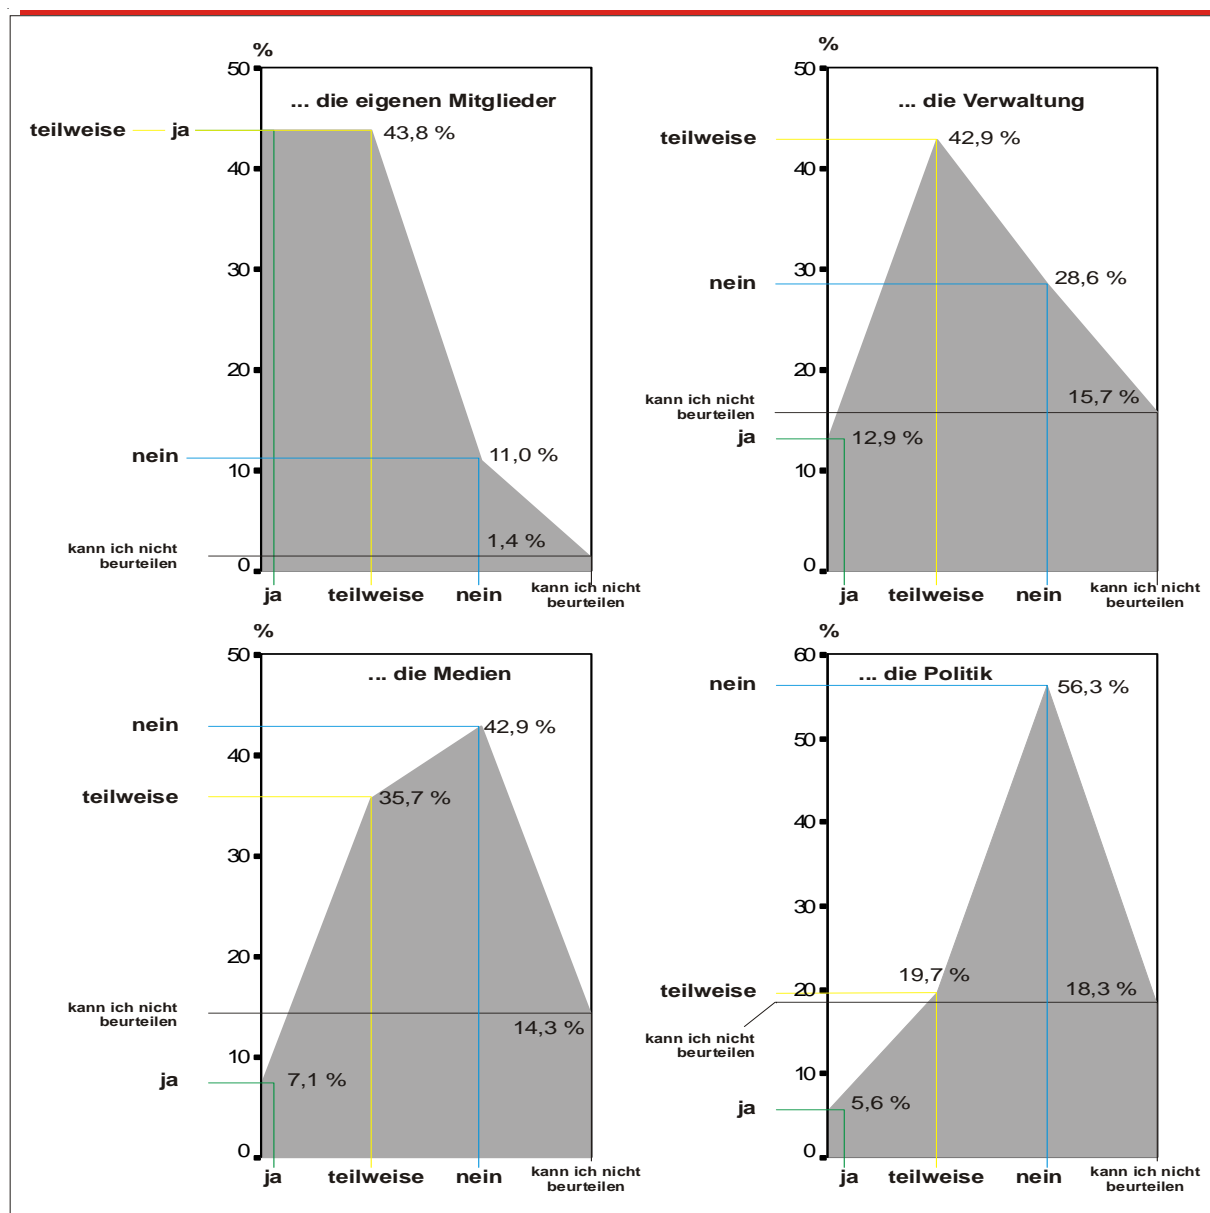 %
50
... die eigenen Mitglieder
teilweise
ja
43,8 %
40
30
20
nein
11,0 %
10
1,4 %
kann ich nicht
beurteilen
0
ja
teilweise
nein
kann ich nicht
beurteilen
%
50
... die Verwaltung
teilweise
42,9 %
40
30
nein
28,6 %
20
15,7 %
kann ich nicht
beurteilen
ja
12,9 %
10
0
ja
teilweise
nein
kann ich nicht
beurteilen
%
50
... die Medien
nein
42,9 %
40
teilweise
35,7 %
30
20
kann ich nicht
beurteilen
14,3 %
10
ja
7,1 %
0
ja
teilweise
nein
kann ich nicht
beurteilen
%
60
... die Politik
nein
56,3 %
50
40
30
19,7 %
teilweise
20
18,3 %
kann ich nicht
beurteilen
10
ja
5,6 %
0
ja
teilweise
nein
kann ich nicht
beurteilen